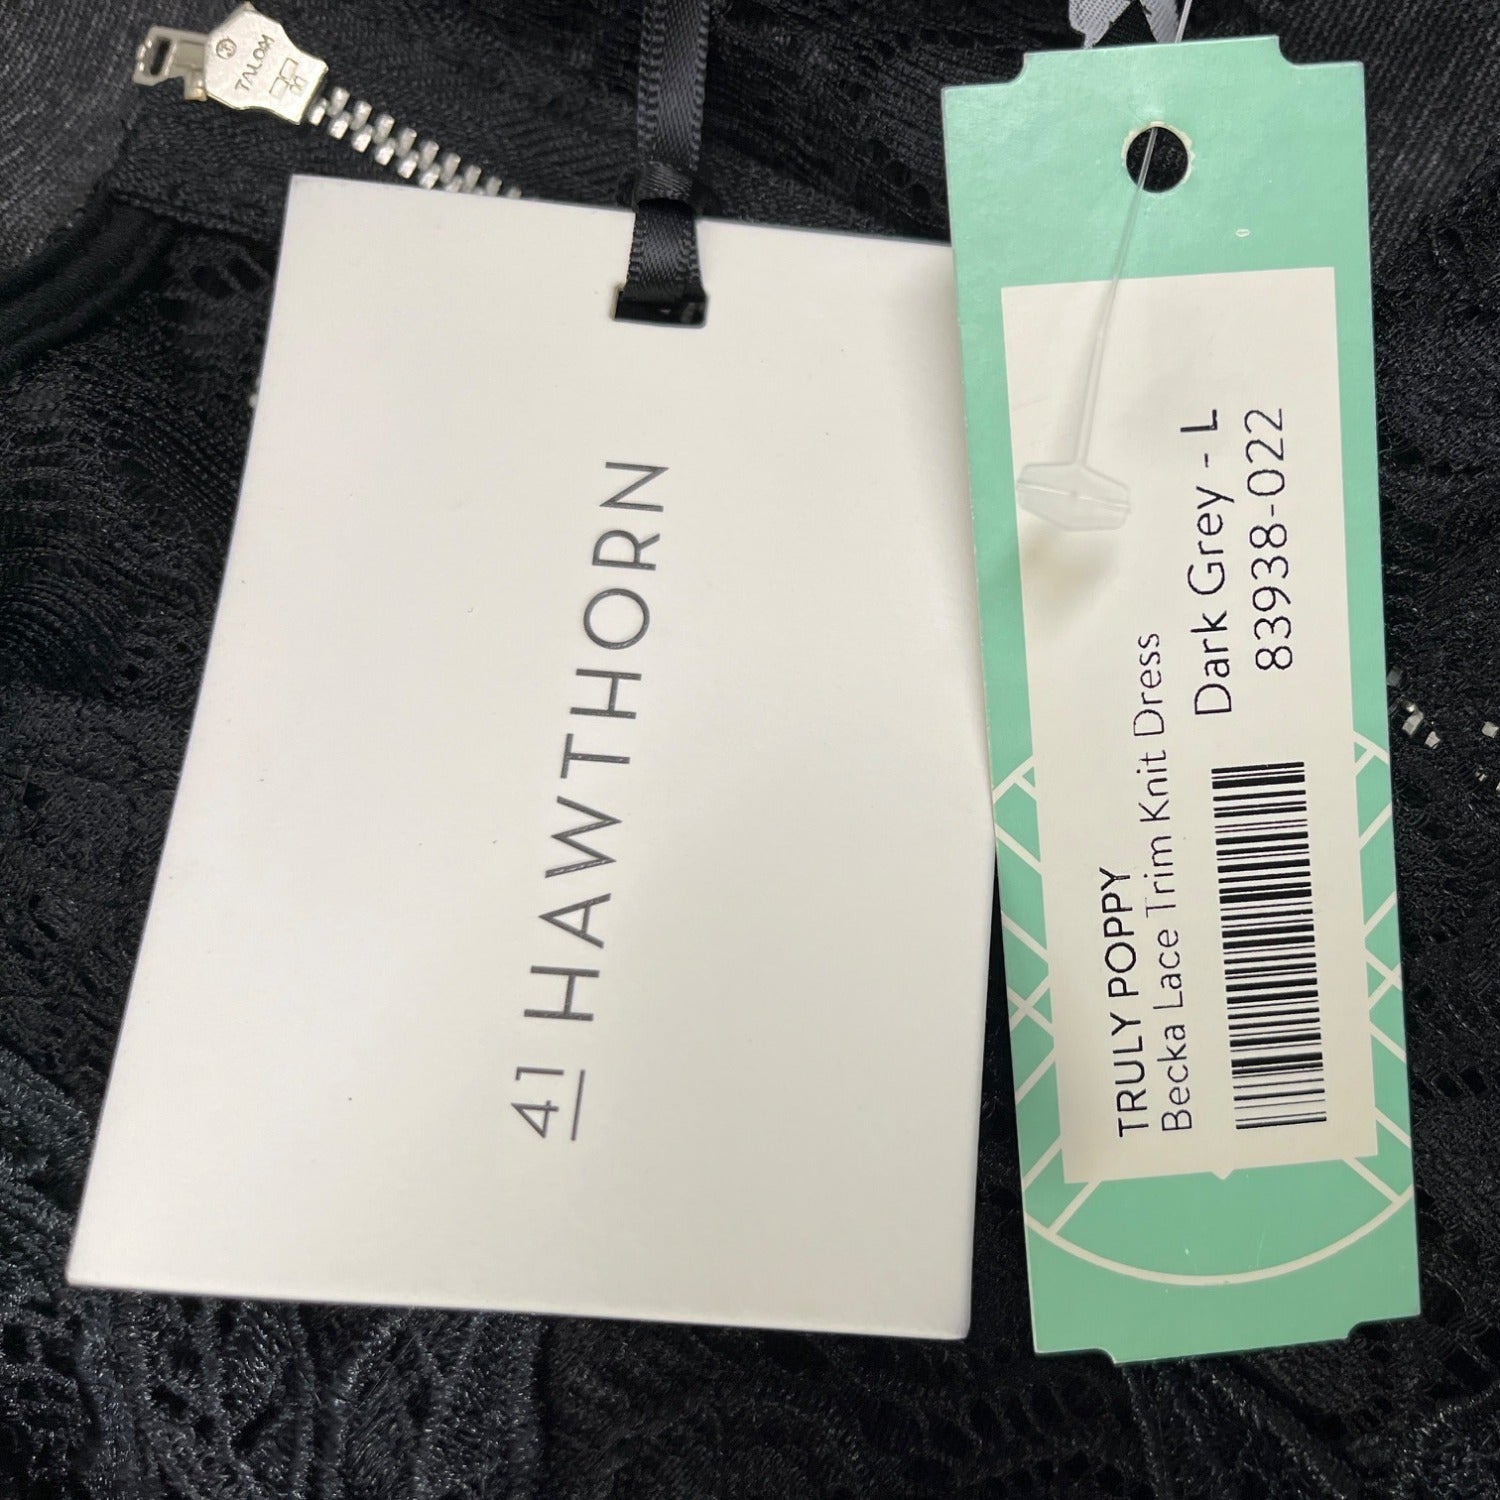 TALON
41 HAWTHORN
TRULY POPPY
Becka Lace Trim Knit Dress
Dark Grey - L
83938-022